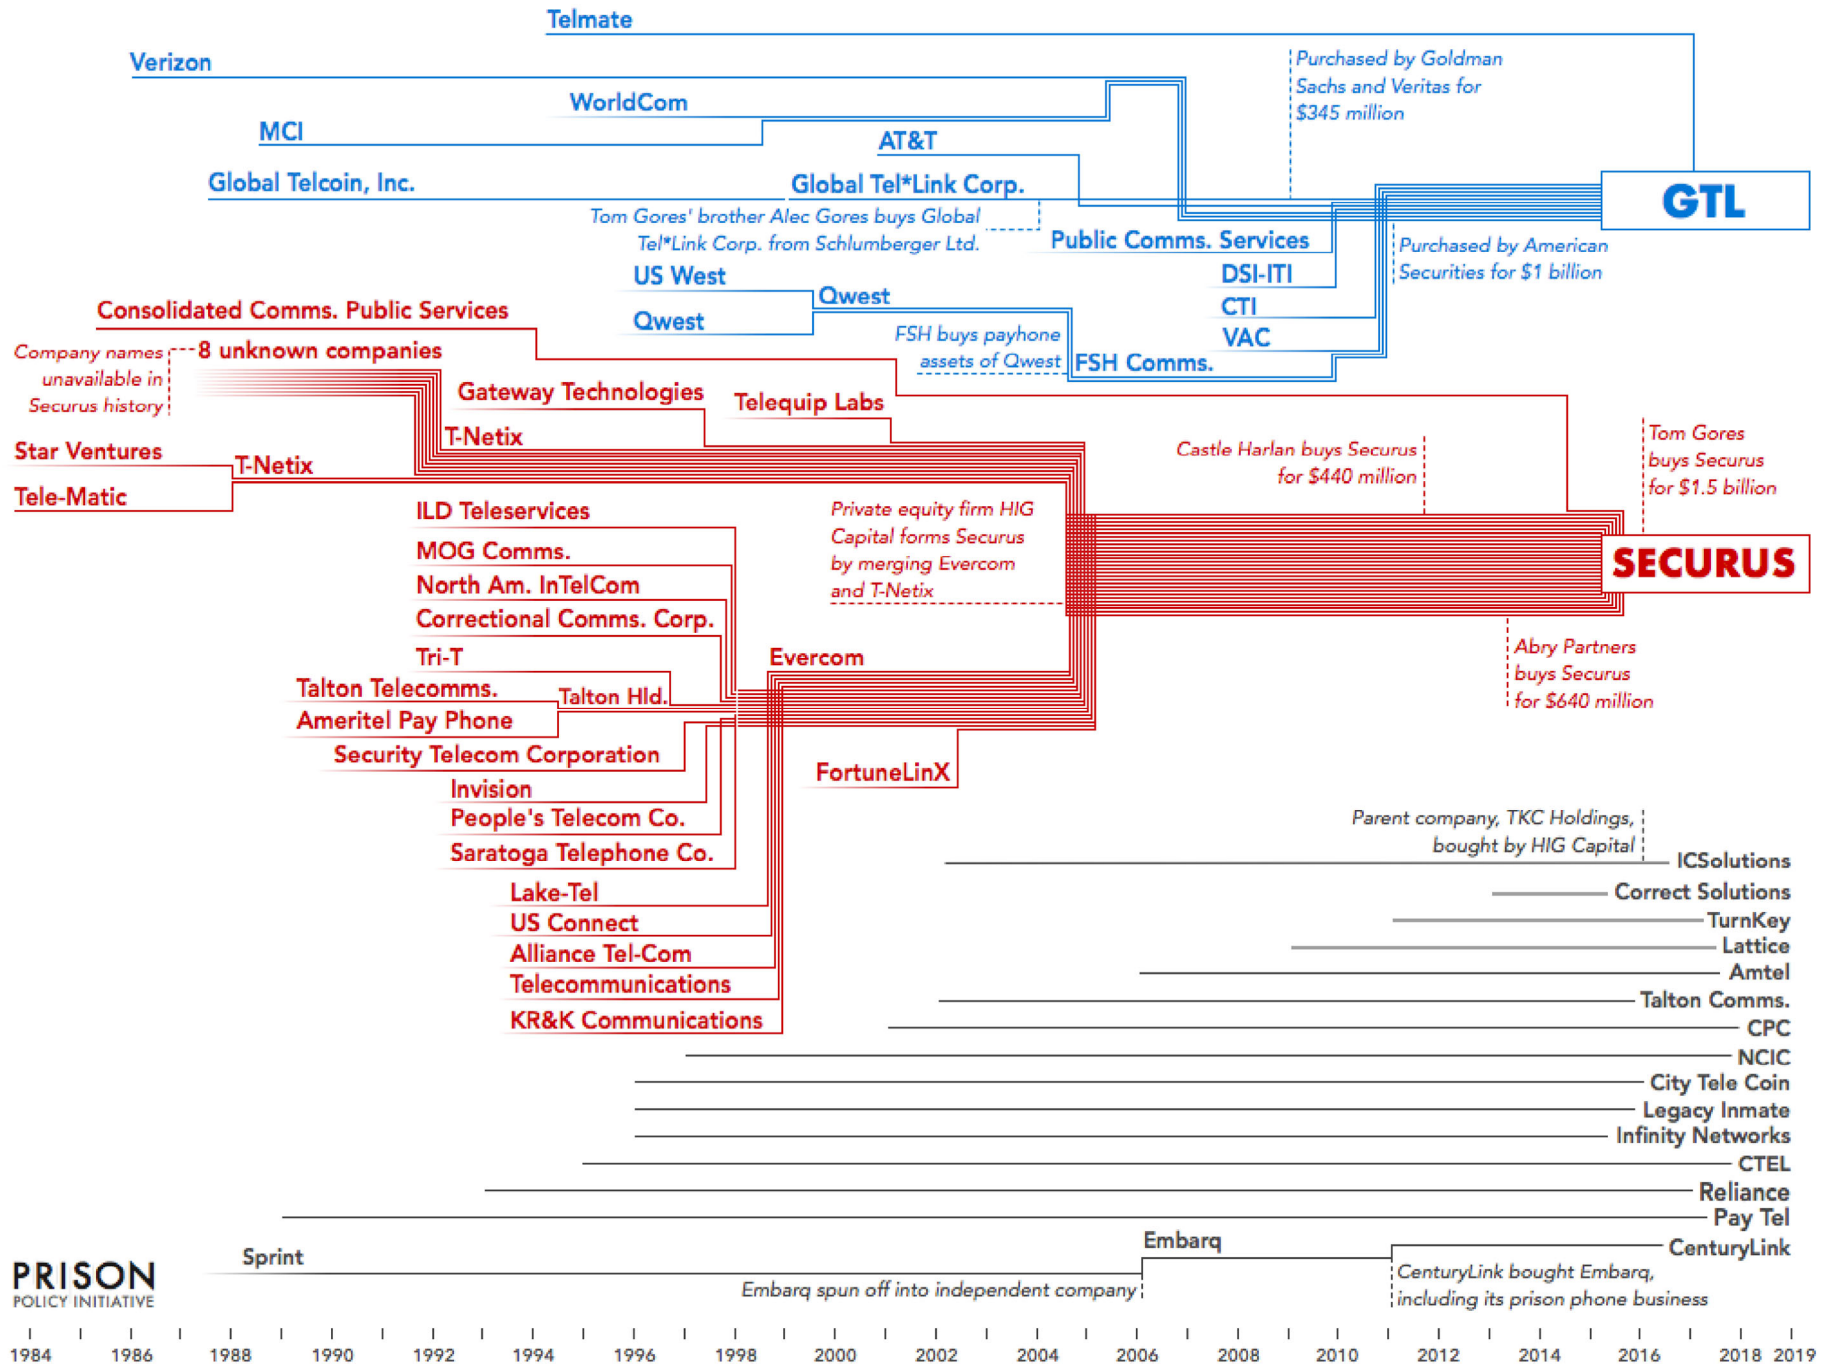 Telmate
Verizon
WorldCom
MCI
AT&T
Purchased by Goldman
Sachs and Veritas for
$345 million
Global Telcoin, Inc.
Global Tel*Link Corp.
GTL
Tom Gores' brother Alec Gores buys Global
Tel*Link Corp. from Schlumberger Ltd.
Public Comms. Services
Purchased by American
Securities for $1 billion
US West
DSI-ITI
Qwest
CTI
Qwest
VAC
FSH buys payhone
assets of Qwest
FSH Comms.
Consolidated Comms. Public Services
Company names
unavailable in
Securus history
8 unknown companies
Gateway Technologies
Telequip Labs
T-Netix
Star Ventures
T-Netix
Tele-Matic
Castle Harlan buys Securus
for $440 million
Tom Gores
buys Securus
for $1.5 billion
ILD Teleservices
MOG Comms.
North Am. InTelCom
Correctional Comms. Corp.
Tri-T
Private equity firm HIG
Capital forms Securus
by merging Evercom
and T-Netix
SECURUS
Evercom
Abry Partners
buys Securus
for $640 million
Talton Telecomms.
Talton Hld.
Ameritel Pay Phone
Security Telecom Corporation
FortuneLinX
Invision
People's Telecom Co.
Saratoga Telephone Co.
Lake-Tel
US Connect
Alliance Tel-Com
Telecommunications
KR&K Communications
Parent company, TKC Holdings,
bought by HIG Capital
ICSolutions
Correct Solutions
TurnKey
Lattice
Amtel
Talton Comms.
CPC
NCIC
City Tele Coin
Legacy Inmate
Infinity Networks
CTEL
Reliance
Pay Tel
Sprint
Embarq
CenturyLink
Embarq spun off into independent company
CenturyLink bought Embarq,
including its prison phone business
PRISON
POLICY INITIATIVE
1984 1986 1988 1990 1992 1994 1996 1998 2000 2002 2004 2006 2008 2010 2012 2014 2016 2018 2019